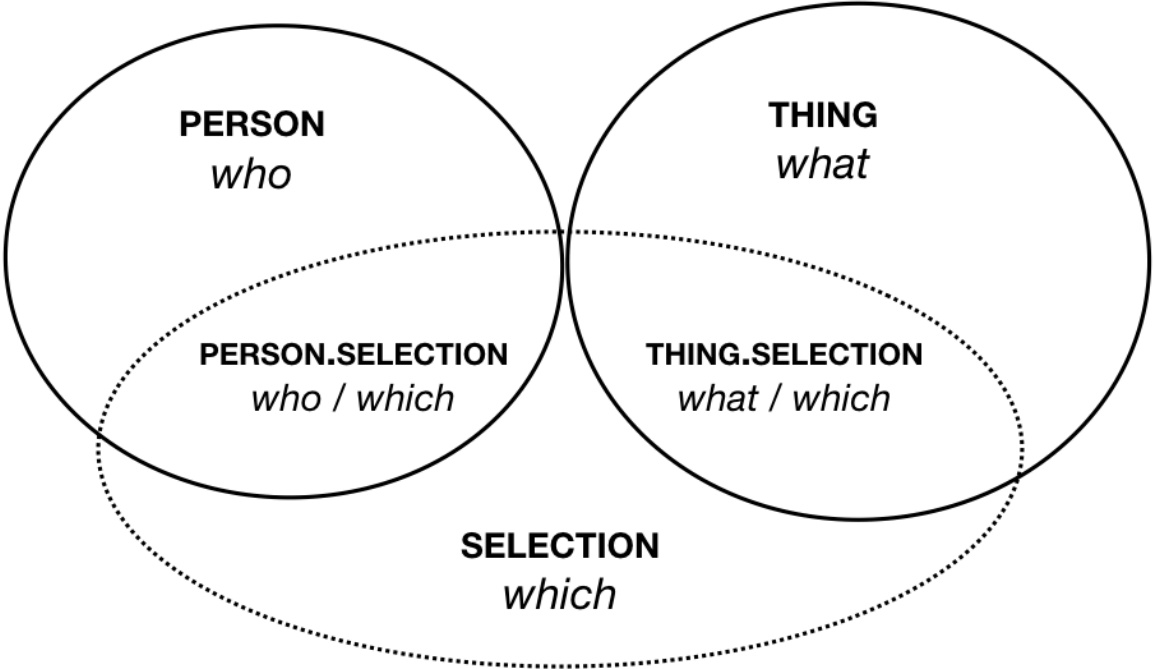 PERSON
who
THING
what
PERSON.SELECTION
who / which
THING.SELECTION
what / which
SELECTION
which